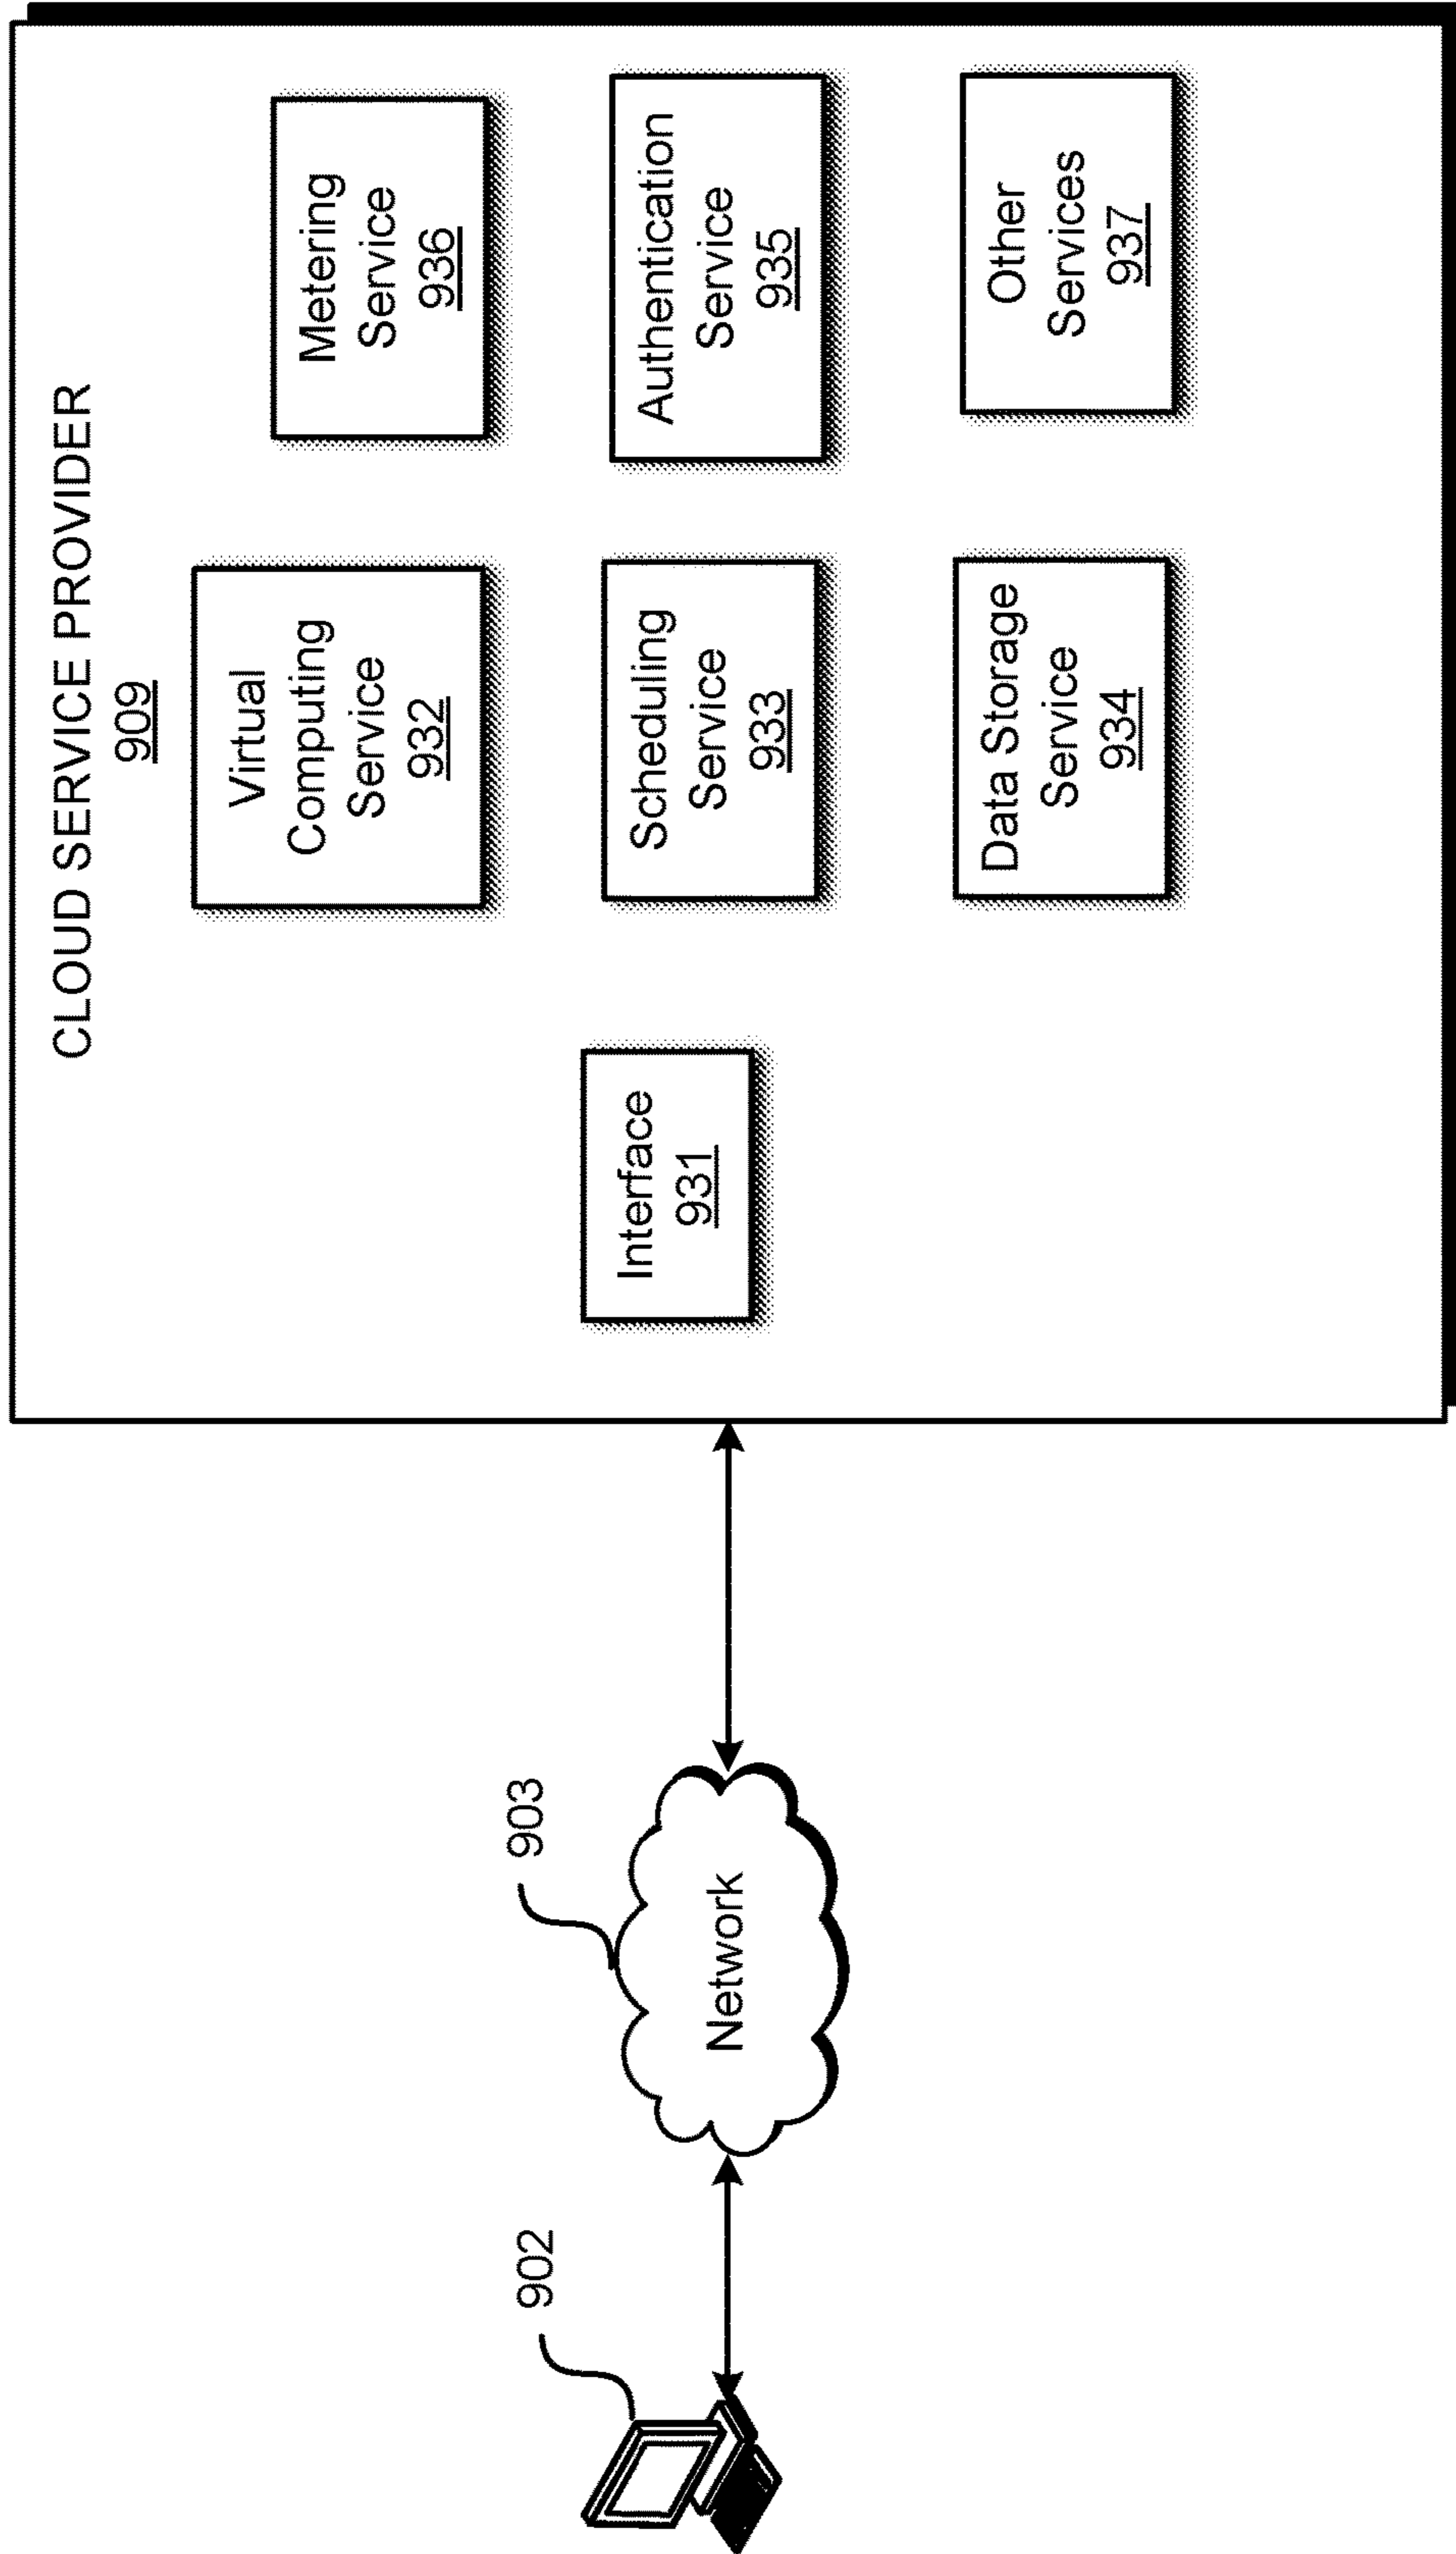 CLOUD SERVICE PROVIDER
909
902
903
Network
Interface
931
Virtual
Computing
Service
932
Metering
Service
936
Scheduling
Service
933
Authentication
Service
935
Data Storage
Service
934
Other
Services
937